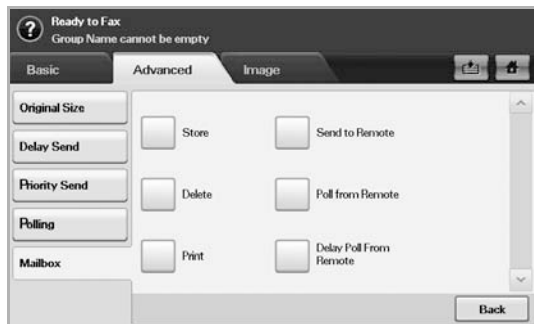 ?
Ready to Fax
Group Name cannot be empty
Basic
Advanced
Image
Original Size
Delay Send
Priority Send
Polling
Mailbox
Store
Send to Remote
Delete
Poll from Remote
Print
Delay Poll From
Remote
Back